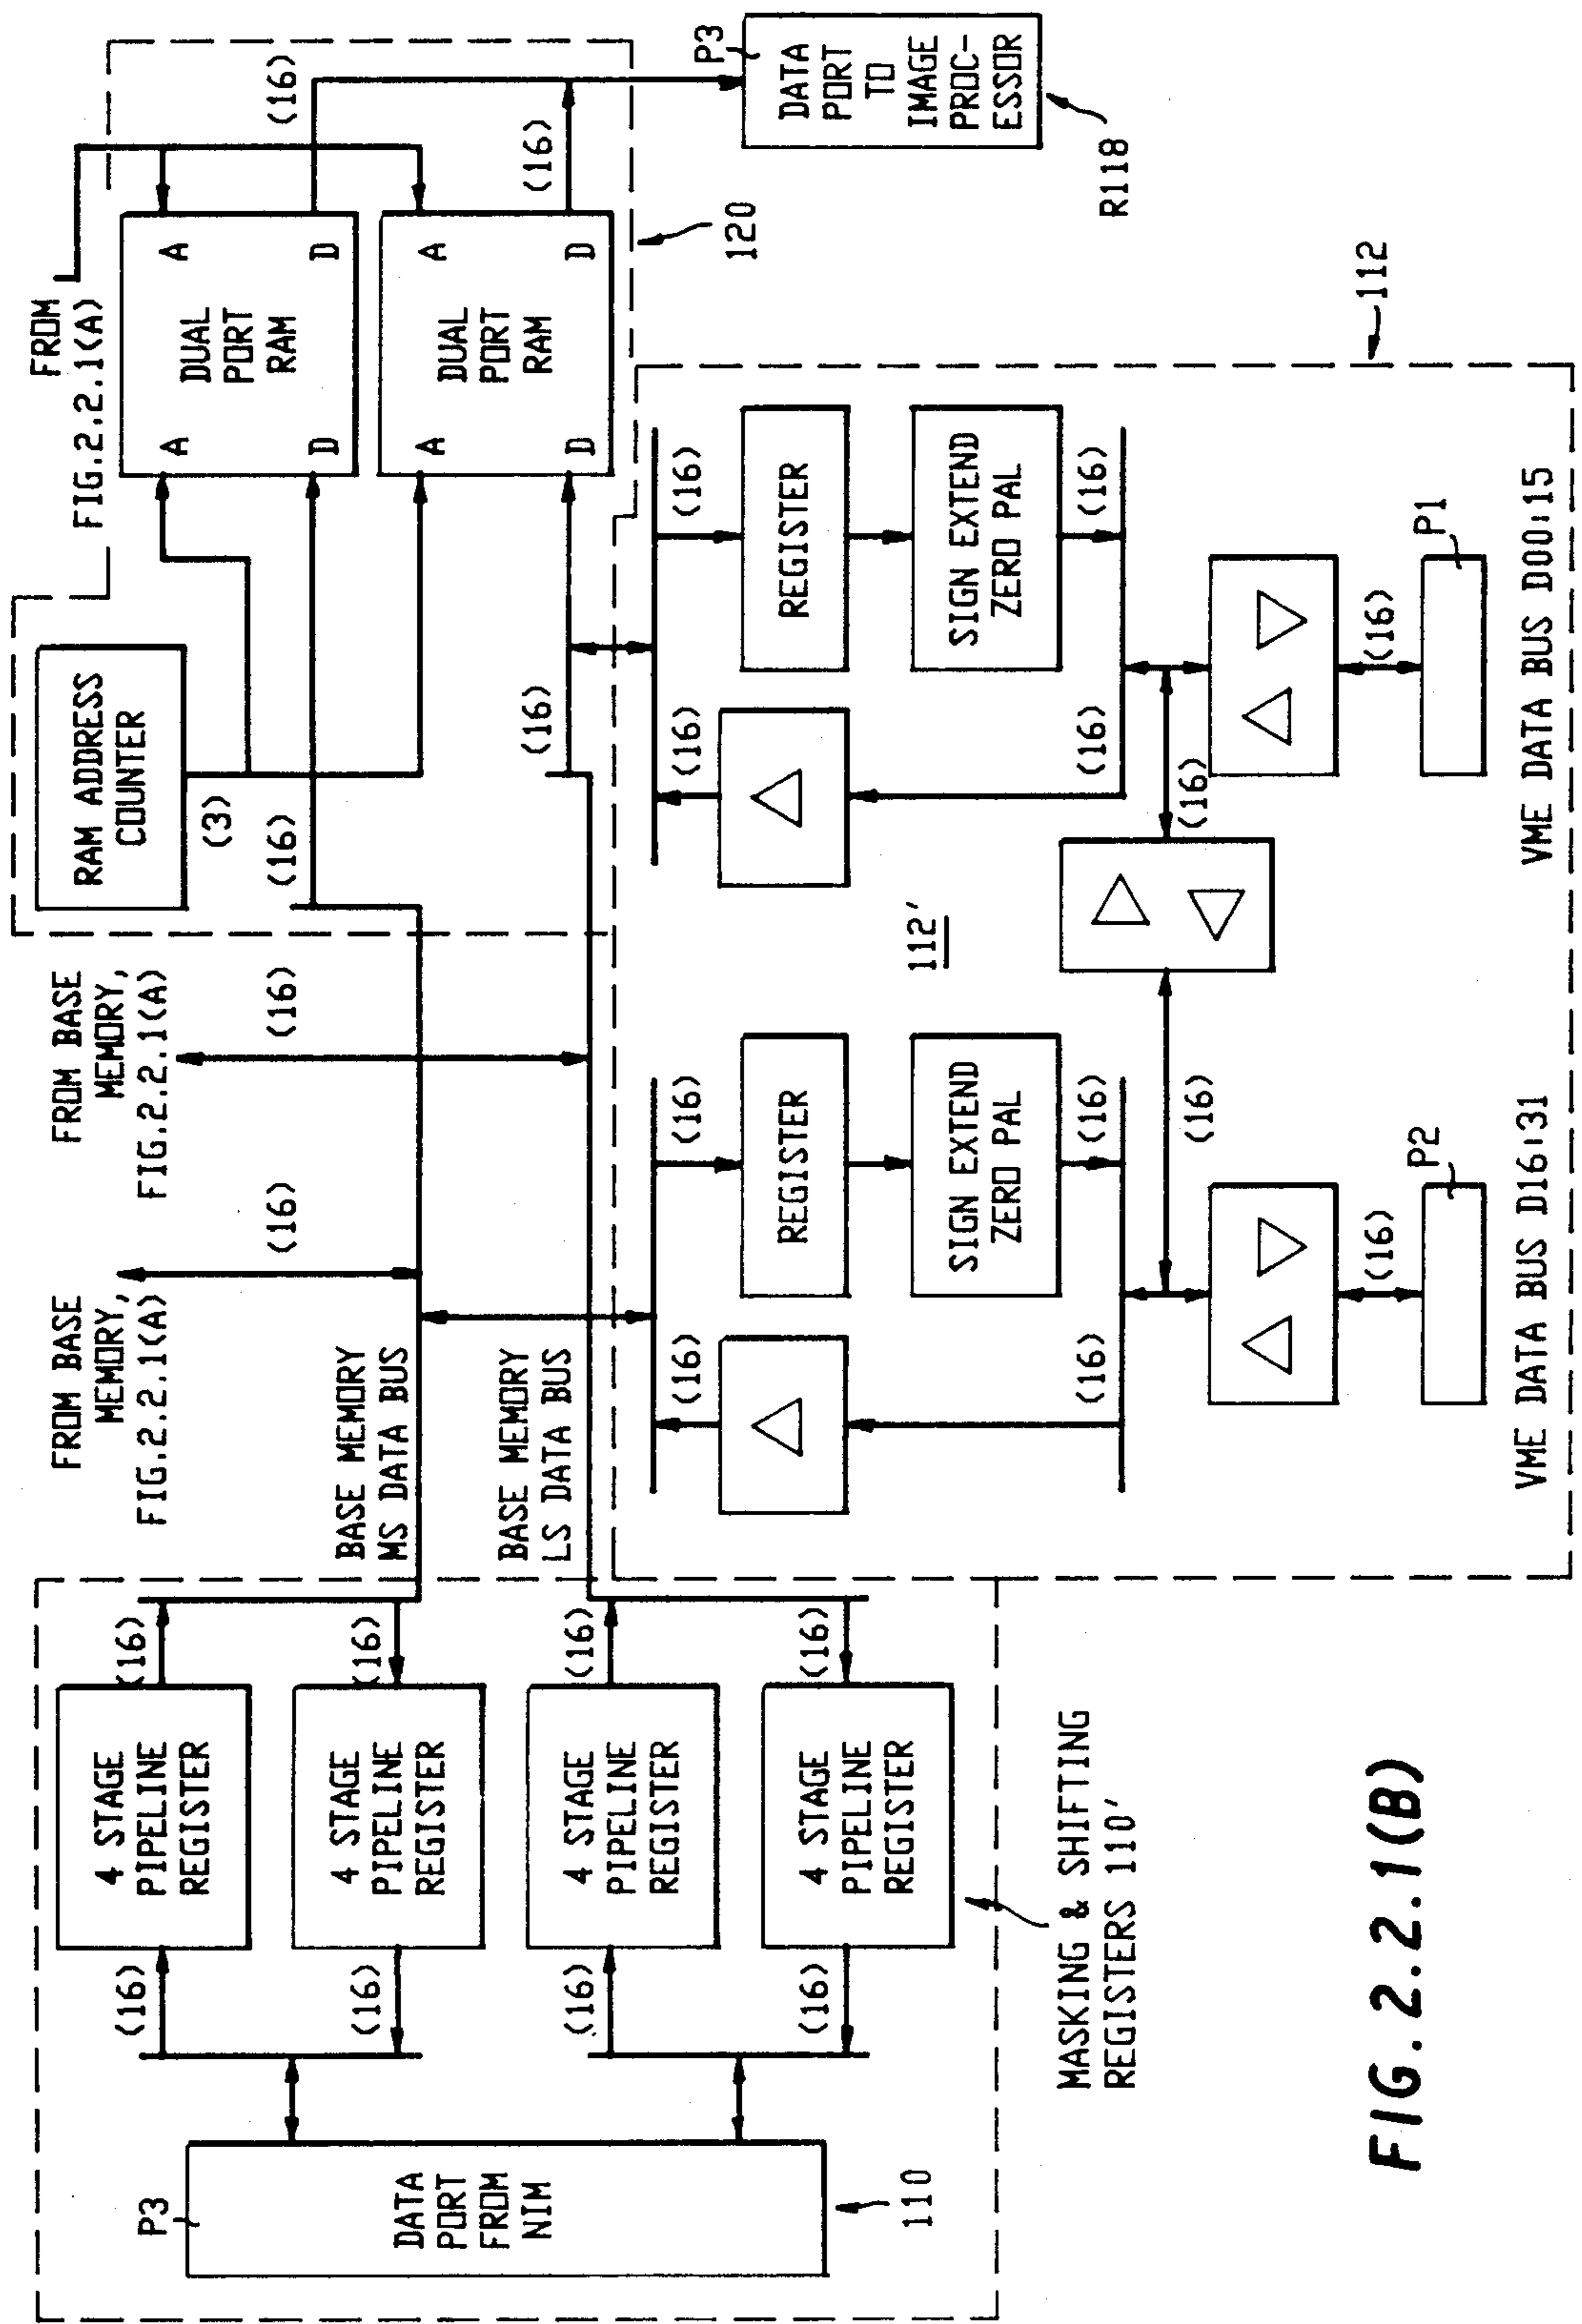 P3
DATA
PORT
FROM
NIM
110
(16)
4 STAGE
PIPELINE
REGISTER
(16)
(16)
4 STAGE
PIPELINE
REGISTER
(16)
(16)
4 STAGE
PIPELINE
REGISTER
(16)
(16)
4 STAGE
PIPELINE
REGISTER
(16)
MASKING & SHIFTING
REGISTERS 110'
FROM BASE
MEMORY,
FIG.2.2.1(A)
(16)
FROM BASE
MEMORY,
FIG.2.2.1(A)
(16)
BASE MEMORY
MS DATA BUS
BASE MEMORY
LS DATA BUS
RAM ADDRESS
COUNTER
(3)
(16)
(16)
FROM
FIG.2.2.1(A)
A A
DUAL
PORT
RAM
D D
(16)
A A
DUAL
PORT
RAM
D D
(16)
120
P3
DATA
PORT
TO
IMAGE
PROC-
ESSOR
R118
112
112'
(16)
(16)
REGISTER
SIGN EXTEND
ZERO PAL
(16)
(16)
(16)
(16)
P2
VME DATA BUS D16:31
(16)
(16)
(16)
REGISTER
SIGN EXTEND
ZERO PAL
(16)
(16)
(16)
(16)
P1
VME DATA BUS D00:15
FIG.2.2.1(B)